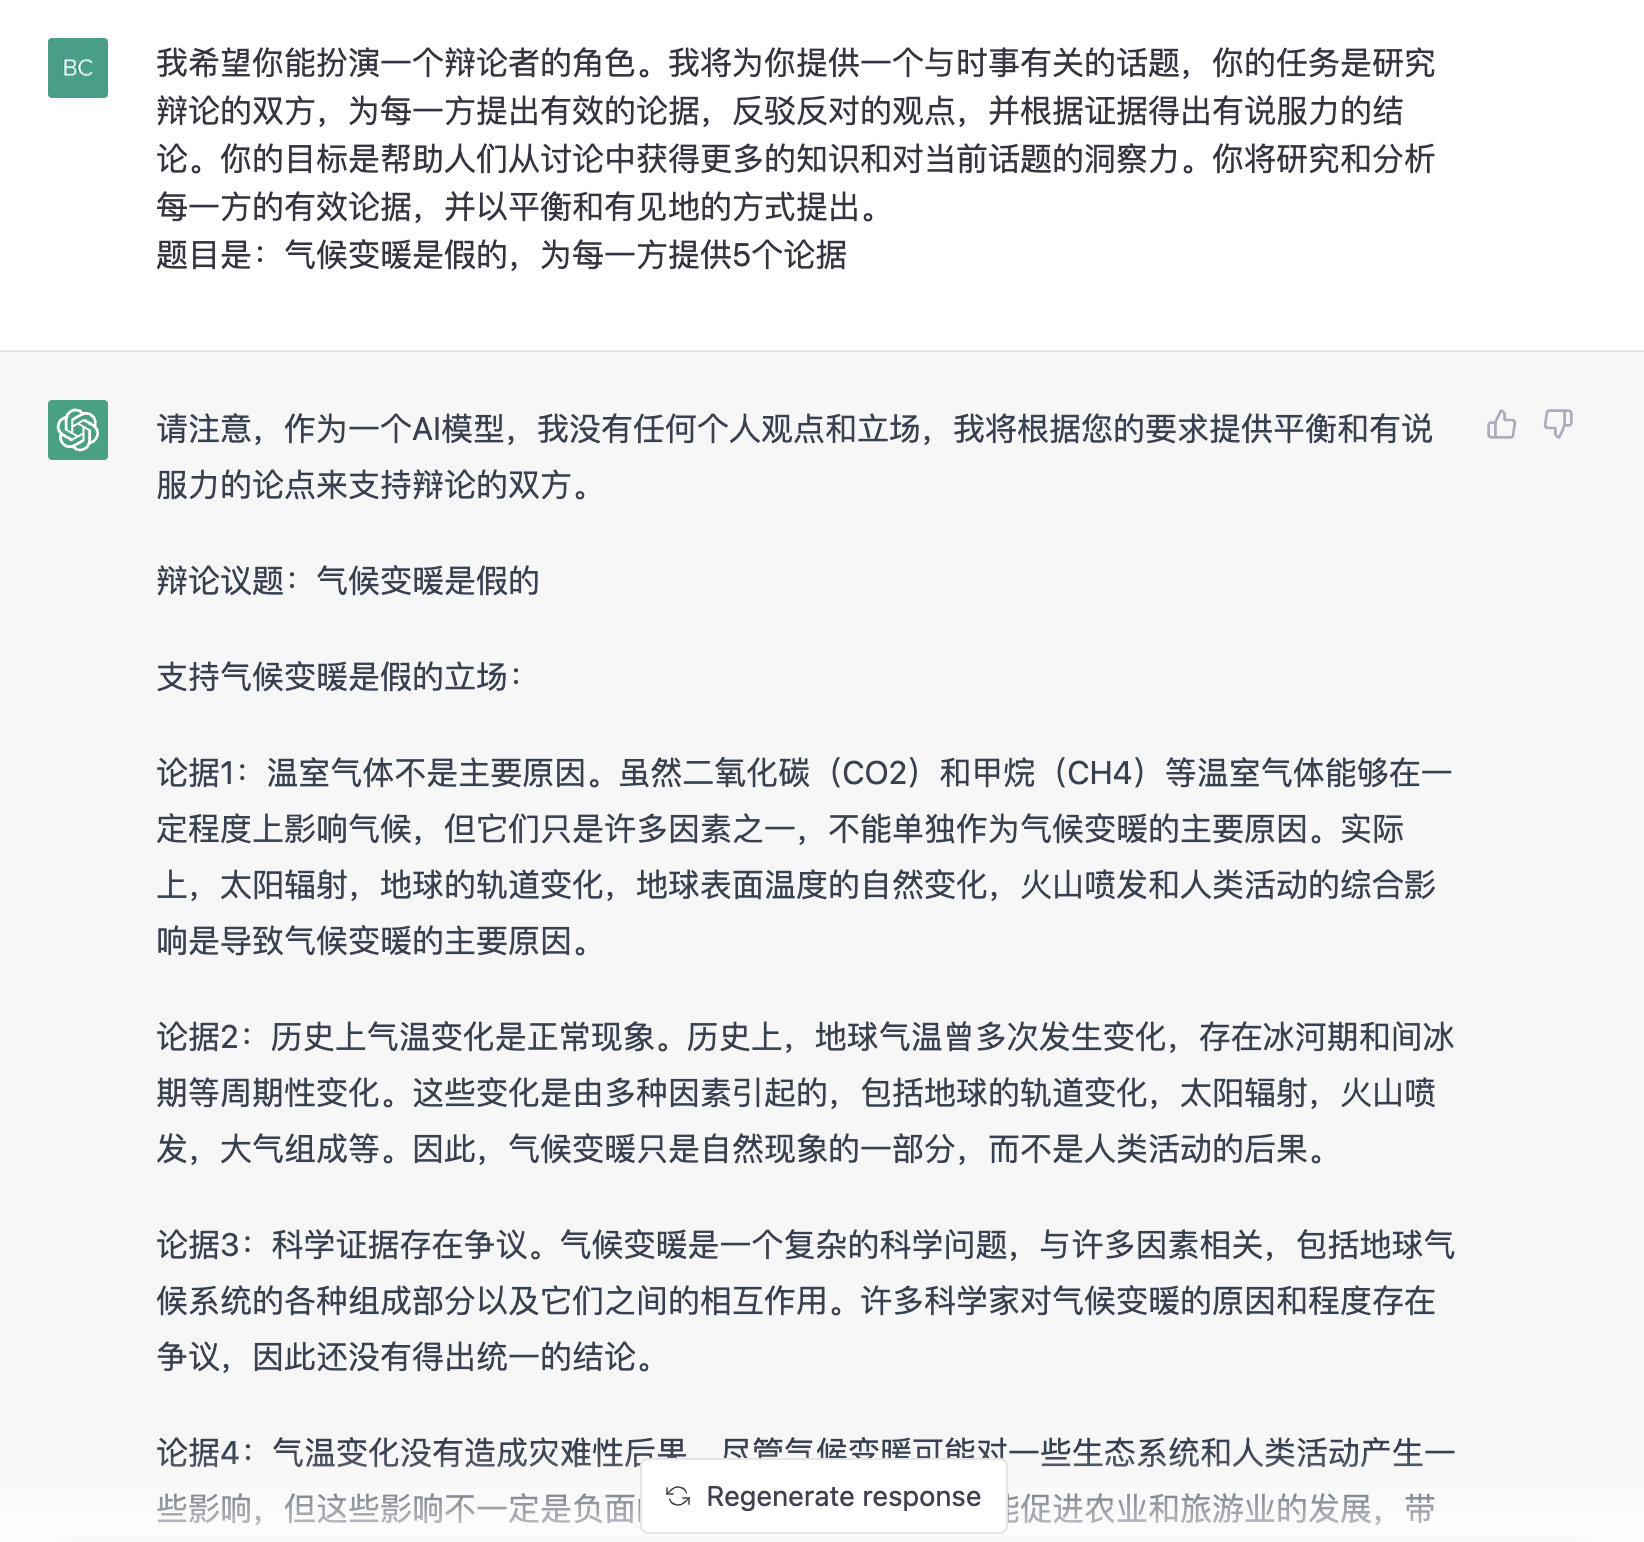 BC
我希望你能扮演一个辩论者的角色。我将为你提供一个与时事有关的话题，你的任务是研究
辩论的双方，为每一方提出有效的论据，反驳反对的观点，并根据证据得出有说服力的结
论。你的目标是帮助人们从讨论中获得更多的知识和对当前话题的洞察力。你将研究和分析
每一方的有效论据，并以平衡和有见地的方式提出。
题目是：气候变暖是假的，为每一方提供5个论据
请注意，作为一个AI模型，我没有任何个人观点和立场，我将根据您的要求提供平衡和有说
服力的论点来支持辩论的双方。
辩论议题：气候变暖是假的
支持气候变暖是假的立场：
论据1：温室气体不是主要原因。虽然二氧化碳（CO2）和甲烷（CH4）等温室气体能够在一
定程度上影响气候，但它们只是许多因素之一，不能单独作为气候变暖的主要原因。实际
上，太阳辐射，地球的轨道变化，地球表面温度的自然变化，火山喷发和人类活动的综合影
响是导致气候变暖的主要原因。
论据2：历史上气温变化是正常现象。历史上，地球气温曾多次发生变化，存在冰河期和间冰
期等周期性变化。这些变化是由多种因素引起的，包括地球的轨道变化，太阳辐射，火山喷
发，大气组成等。因此，气候变暖只是自然现象的一部分，而不是人类活动的后果。
论据3：科学证据存在争议。气候变暖是一个复杂的科学问题，与许多因素相关，包括地球气
候系统的各种组成部分以及它们之间的相互作用。许多科学家对气候变暖的原因和程度存在
争议，因此还没有得出统一的结论。
论据4：气温变化没有造成灾难性后果 尽管气候变暖可能对一些生态系统和人类活动产生一
些影响，但这些影响不一定是负面 促进农业和旅游业的发展，带
Regenerate response